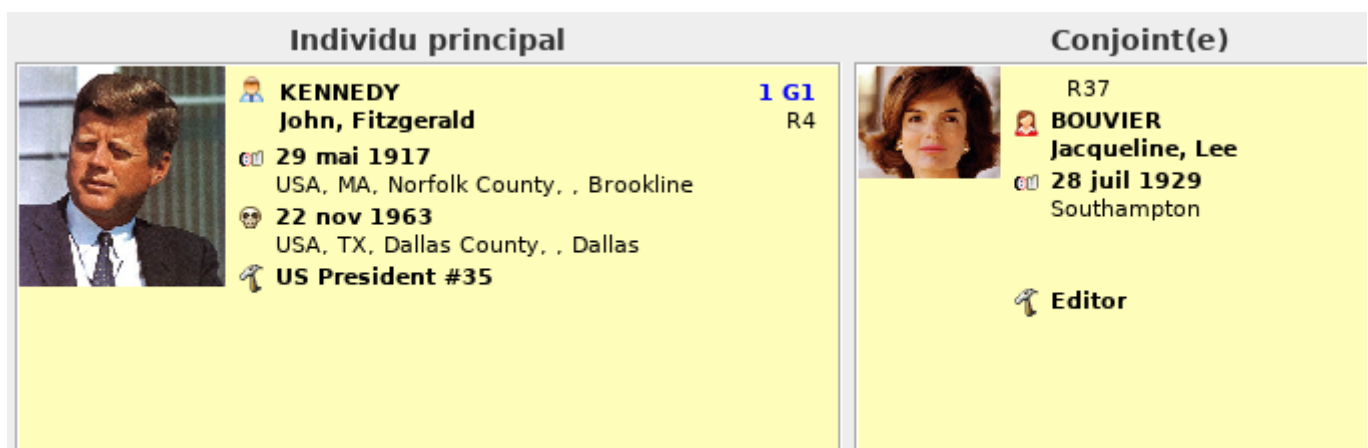 Individu principal
KENNEDY 1 G1
John, Fitzgerald R4
29 mai 1917
USA, MA, Norfolk County, , Brookline
22 nov 1963
USA, TX, Dallas County, , Dallas
US President #35
Conjoint(e)
R37
BOUVIER
Jacqueline, Lee
28 juil 1929
Southampton
Editor